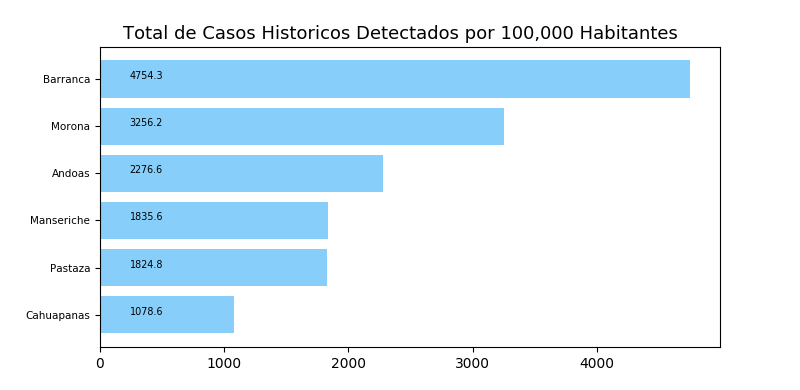 Total de Casos Historicos Detectados por 100,000 Habitantes
Barranca 4754.3
Morona 3256.2
Andoas 2276.6
Manseriche 1835.6
Pastaza 1824.8
Cahuapanas 1078.6
0 1000 2000 3000 4000